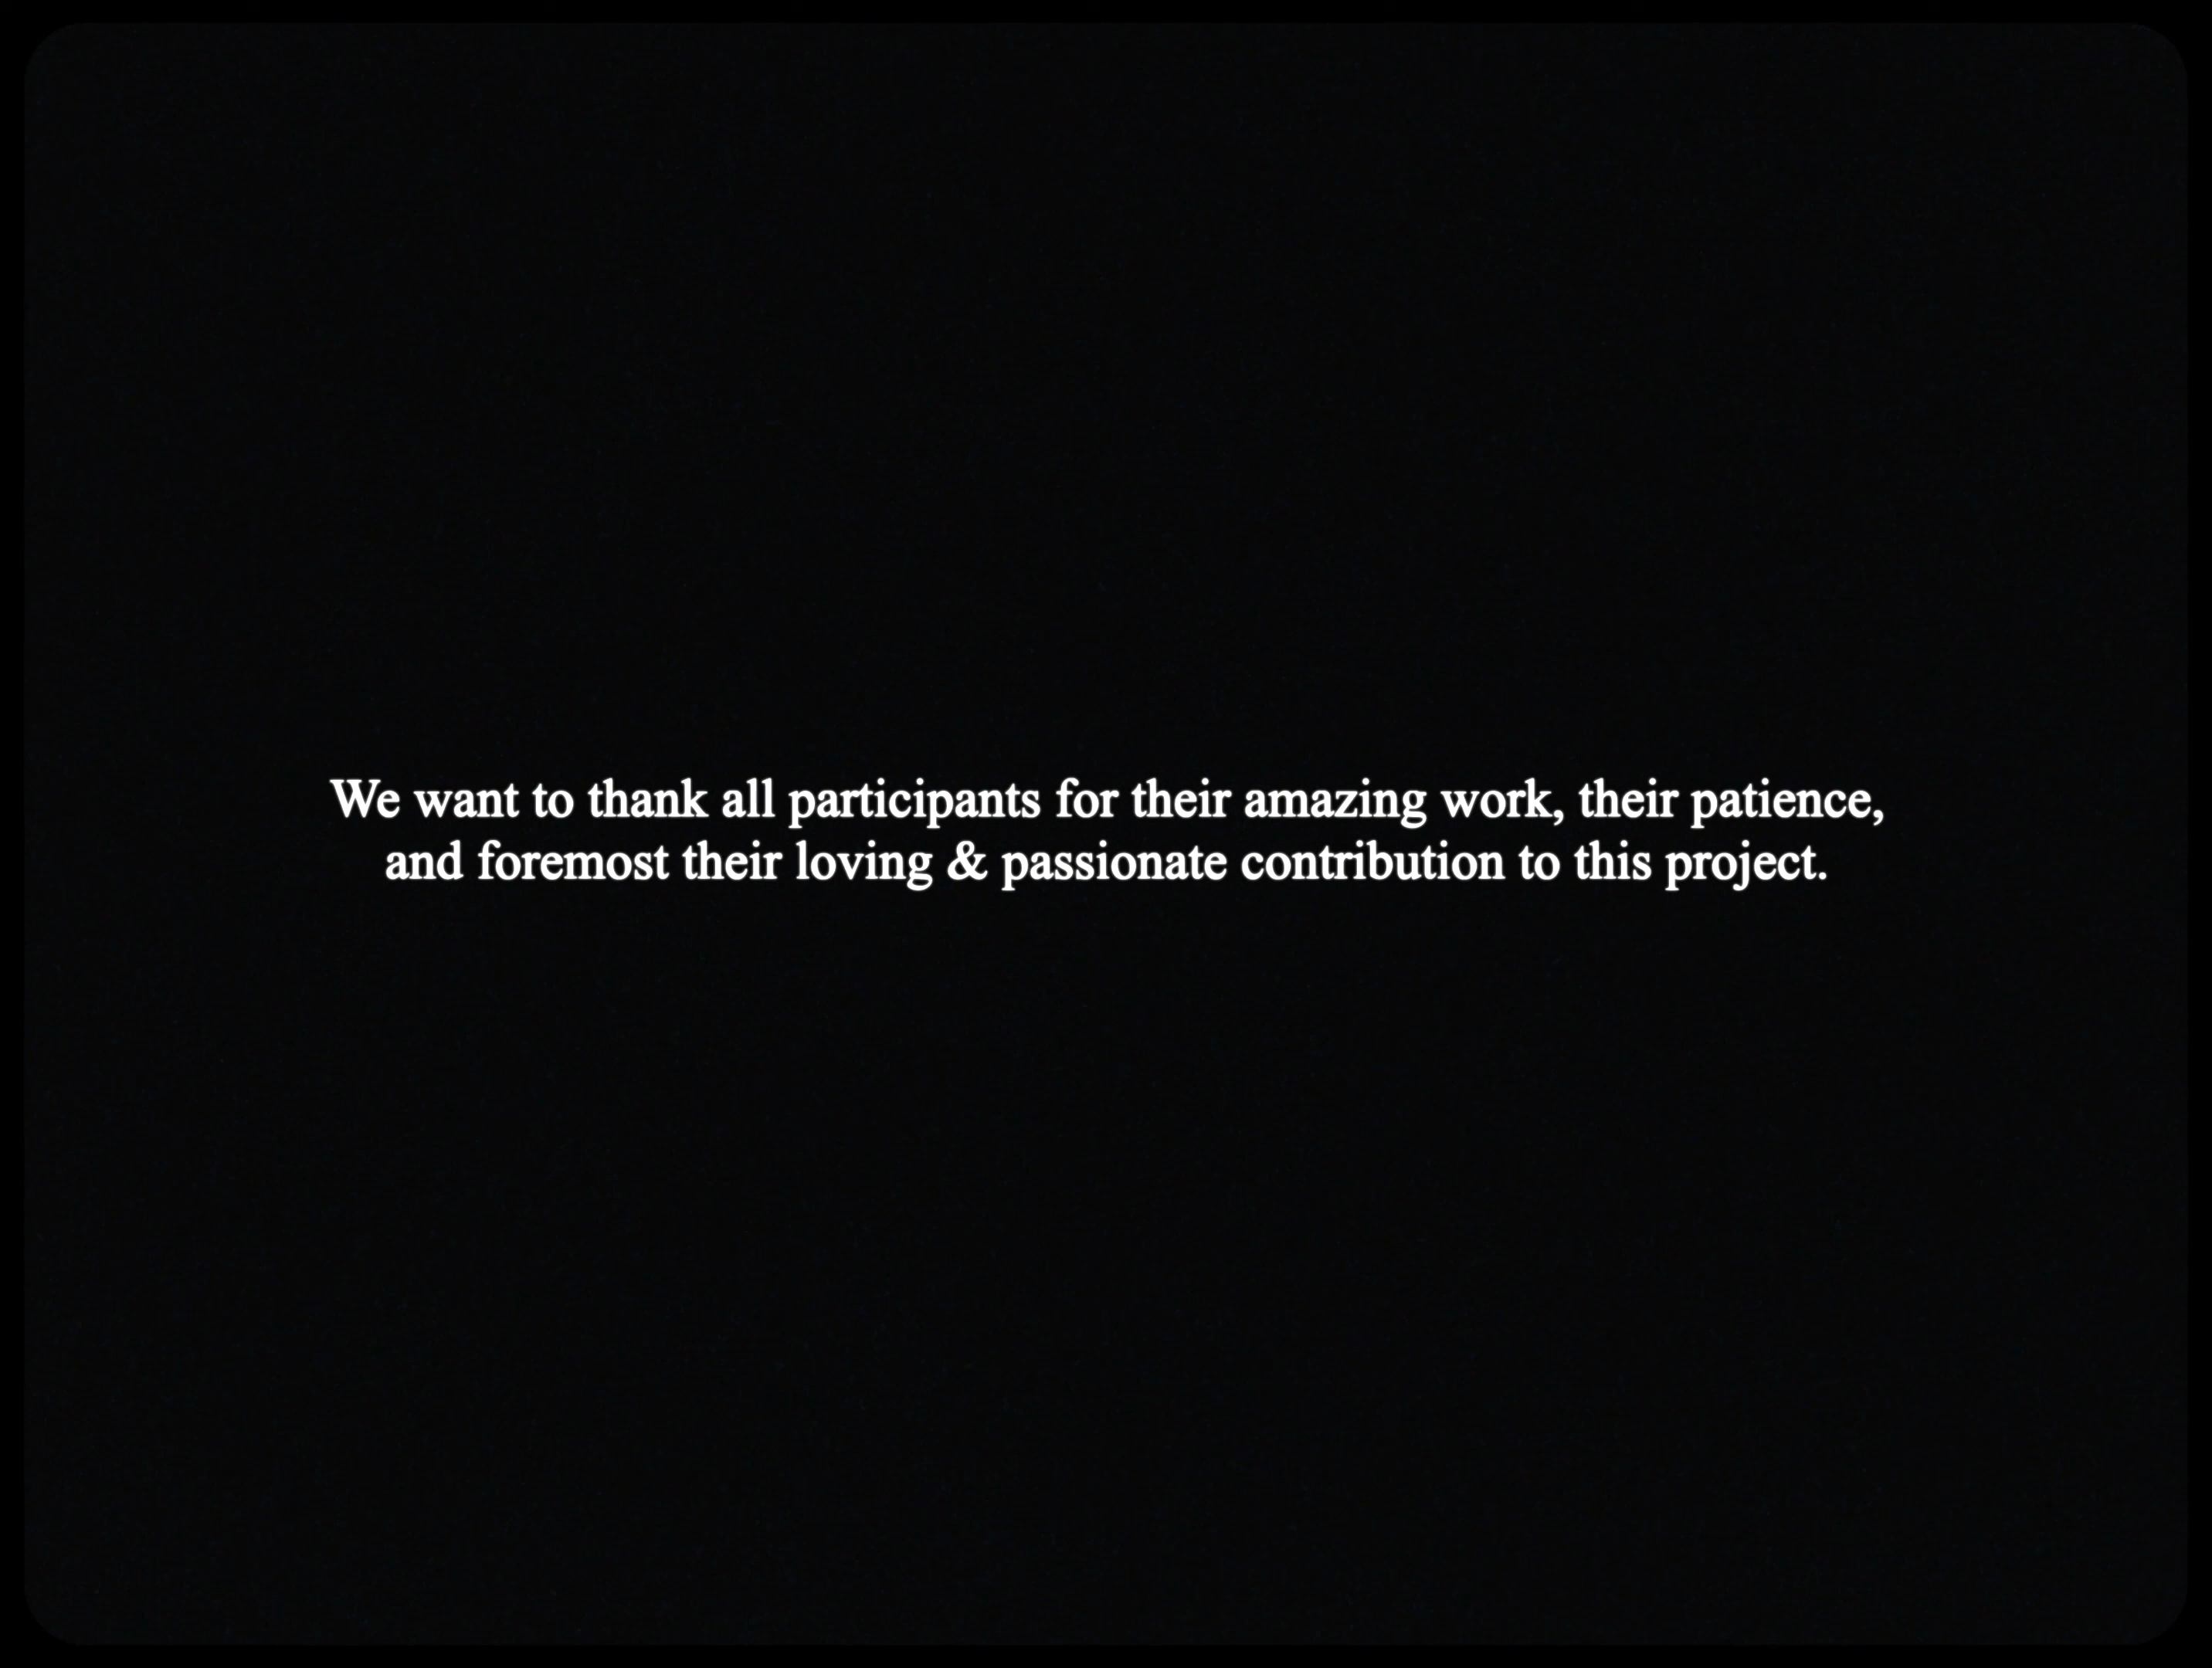 We want to thank all participants for their amazing work, their patience,
and foremost their loving & passionate contribution to this project.